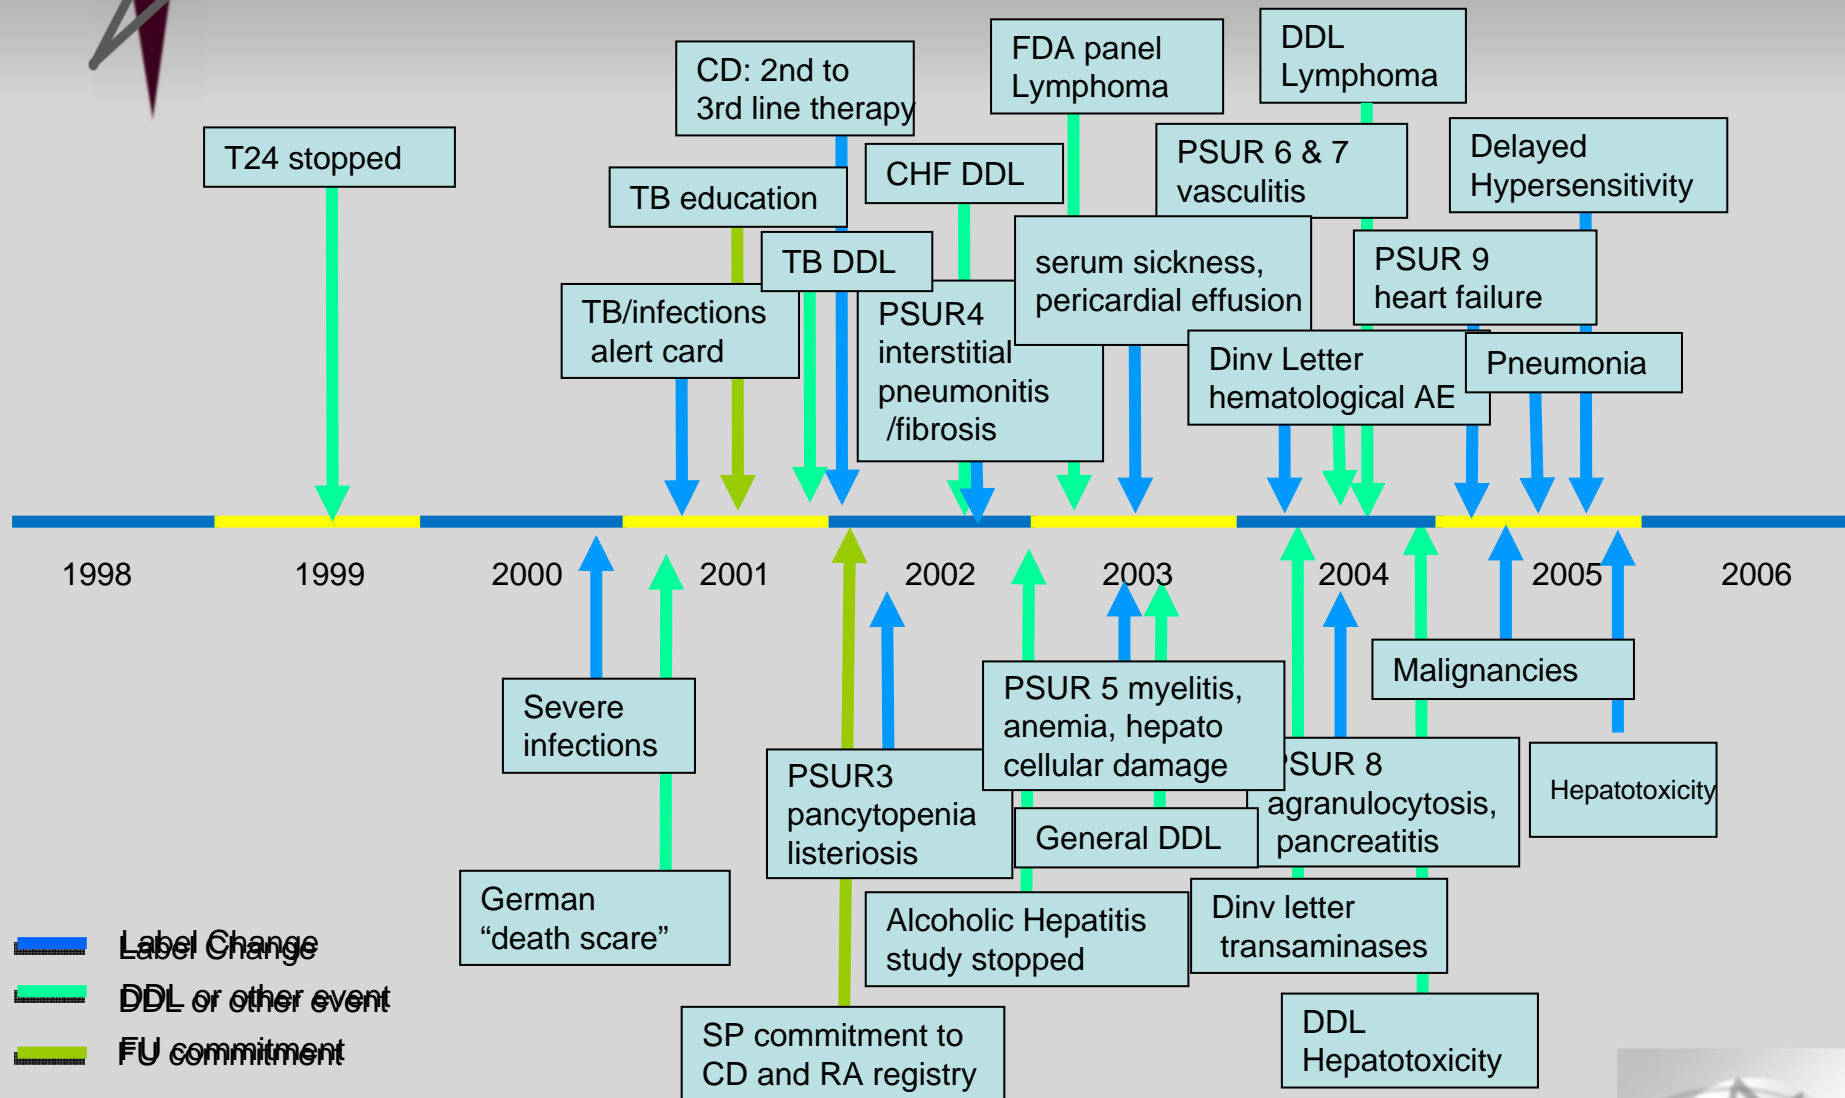 DDL
Lymphoma
FDA panel
Lymphoma
CD: 2nd to
3rd line therapy
T24 stopped
CHF DDL
PSUR 6 & 7
vasculitis
Delayed
Hypersensitivity
TB education
TB DDL
serum sickness,
pericardial effusion
PSUR 9
heart failure
TB/infections
alert card
PSUR4
interstitial
pneumonitis
/fibrosis
Dinv Letter
hematological AE
Pneumonia
1998
1999
2000
2001
2002
2003
2004
2005
2006
Severe
infections
PSUR 5 myelitis,
anemia, hepato
cellular damage
Malignancies
PSUR3
pancytopenia
listeriosis
PSUR 8
agranulocytosis,
pancreatitis
Hepatotoxicity
General DDL
German
“death scare”
Alcoholic Hepatitis
study stopped
Dinv letter
transaminases
SP commitment to
CD and RA registry
DDL
Hepatotoxicity
Label Change
DDL or other event
FU commitment